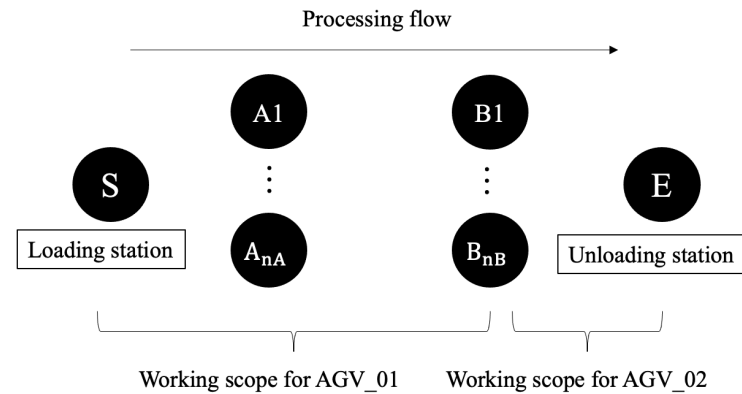 Processing flow
A1
B1
S
E
⋮
⋮
Loading station
A_nA
B_nB
Unloading station
Working scope for AGV_01
Working scope for AGV_02